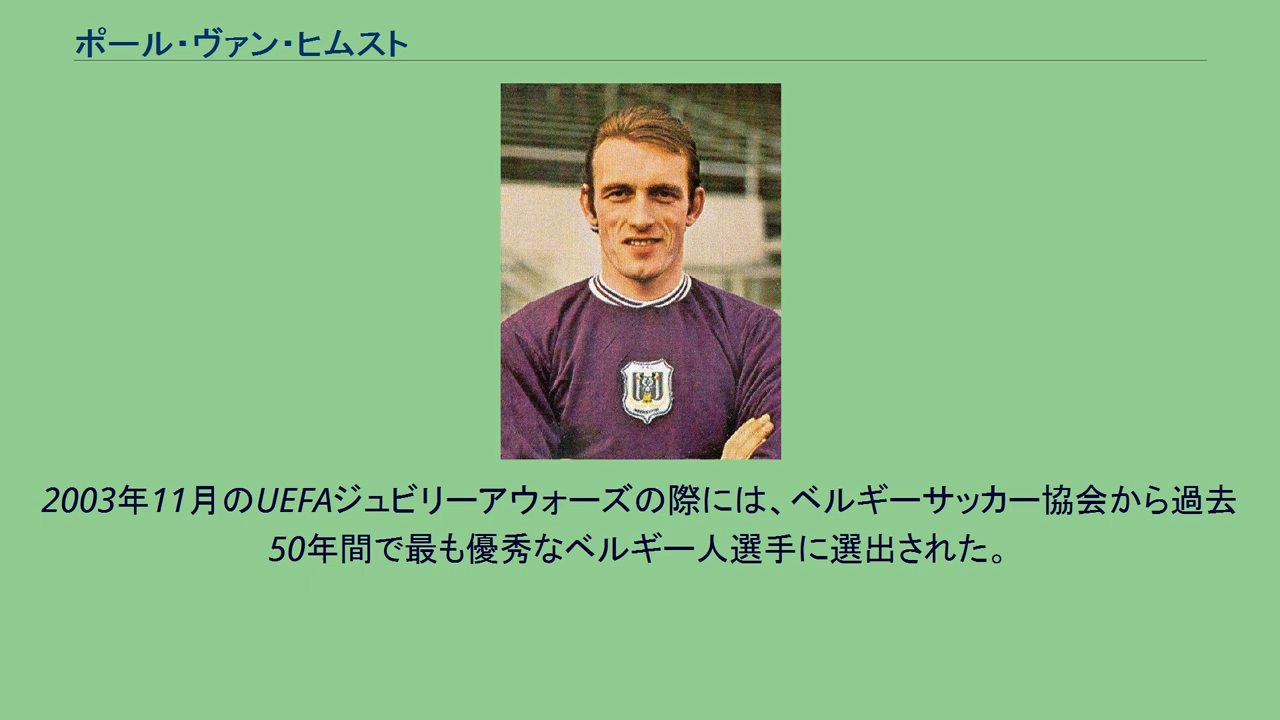 ポール・ヴァン・ヒムスト
2003年11月のUEFAジュビリーアウォーズの際には、ベルギーサッカー協会から過去
50年間で最も優秀なベルギー人選手に選出された。